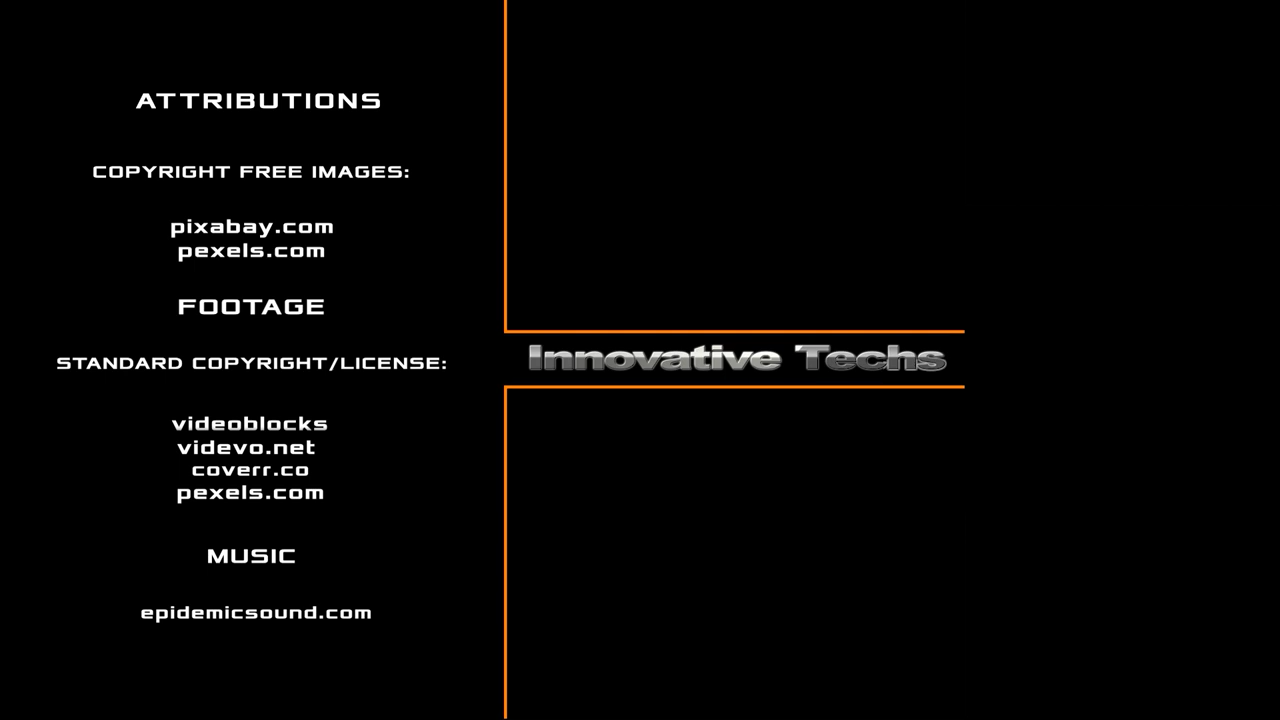 ATTRIBUTIONS
COPYRIGHT FREE IMAGES:
pixabay.com
pexels.com
FOOTAGE
STANDARD COPYRIGHT/LICENSE:
videoblocks
videvo.net
coverr.co
pexels.com
MUSIC
epidemicsound.com
Innovative Techs